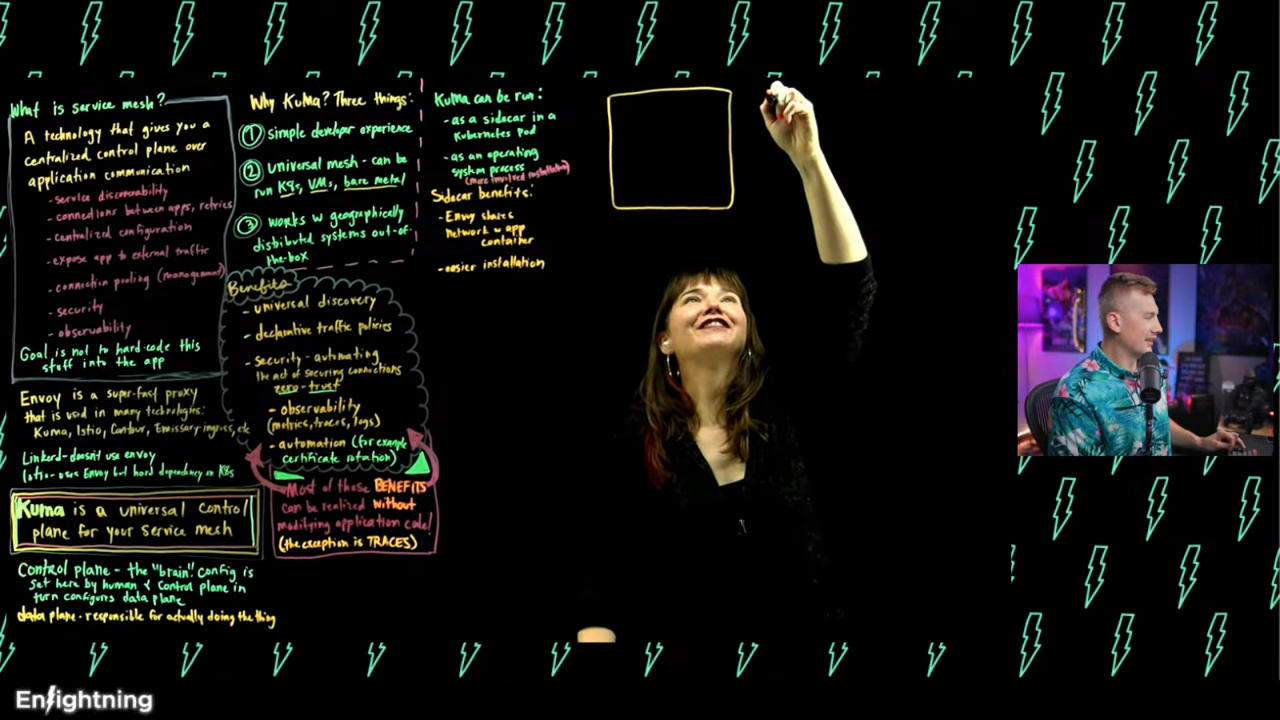 What is service mesh?
A technology that gives you a
centralized control plane over
application communication
- service discoverability
- connections between apps, retries
- centralized configuration
- expose app to external traffic
- connection pooling (management)
- security
- observability
Goal is not to hard-code this
stuff into the app
Envoy is a super-fast proxy
that is used in many technologies:
Kuma, Istio, Contour, Emissary-ingress, etc
Linkerd - doesn't use envoy
Istio - uses Envoy but hard dependency on K8s
Kuma is a universal control
plane for your service mesh
Control plane - the "brain". config is
set here by human & control plane in
turn configures data plane
data plane - responsible for actually doing the thing
Why Kuma? Three things:
1 simple developer experience
2 universal mesh - can be
run K8s, VMs, bare metal
3 works w geographically
distributed systems out-of-
the-box
Benefits
- universal discovery
- declarative traffic policies
- security - automating
the act of securing connections
zero-trust
- observability
(metrics, traces, logs)
- automation (for example
certificate rotation)
Most of these BENEFITS
can be realized without
modifying application code!
(the exception is TRACES)
Kuma can be run:
- as a sidecar in a
Kubernetes pod
- as an operating
system process
(more involved installation)
Sidecar benefits:
- Envoy shares
Network w app
container
- easier installation
Enlightning